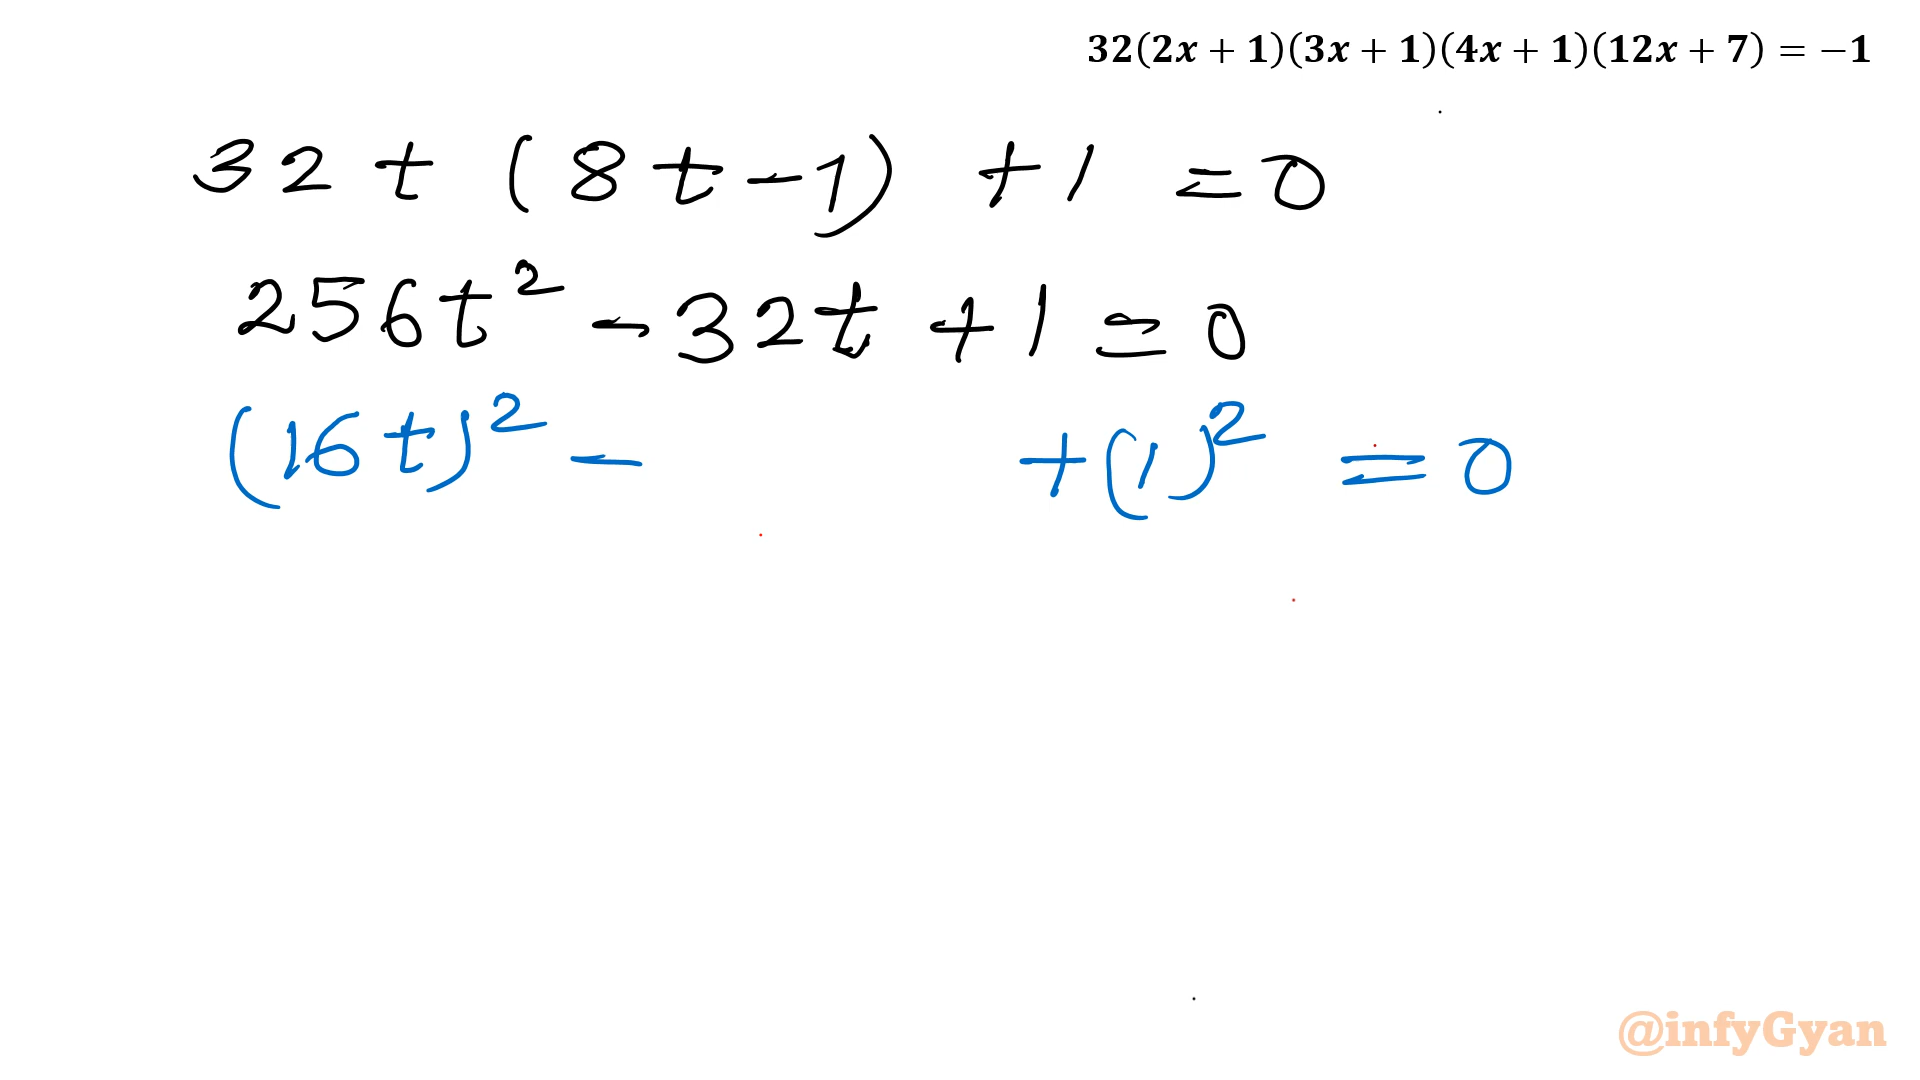 32(2x + 1)(3x + 1)(4x + 1)(12x + 7) = −1
32t(8t-1) +1 =0
256t² - 32t +1 = 0
(16t)² - +(1)² = 0
@infyGyan